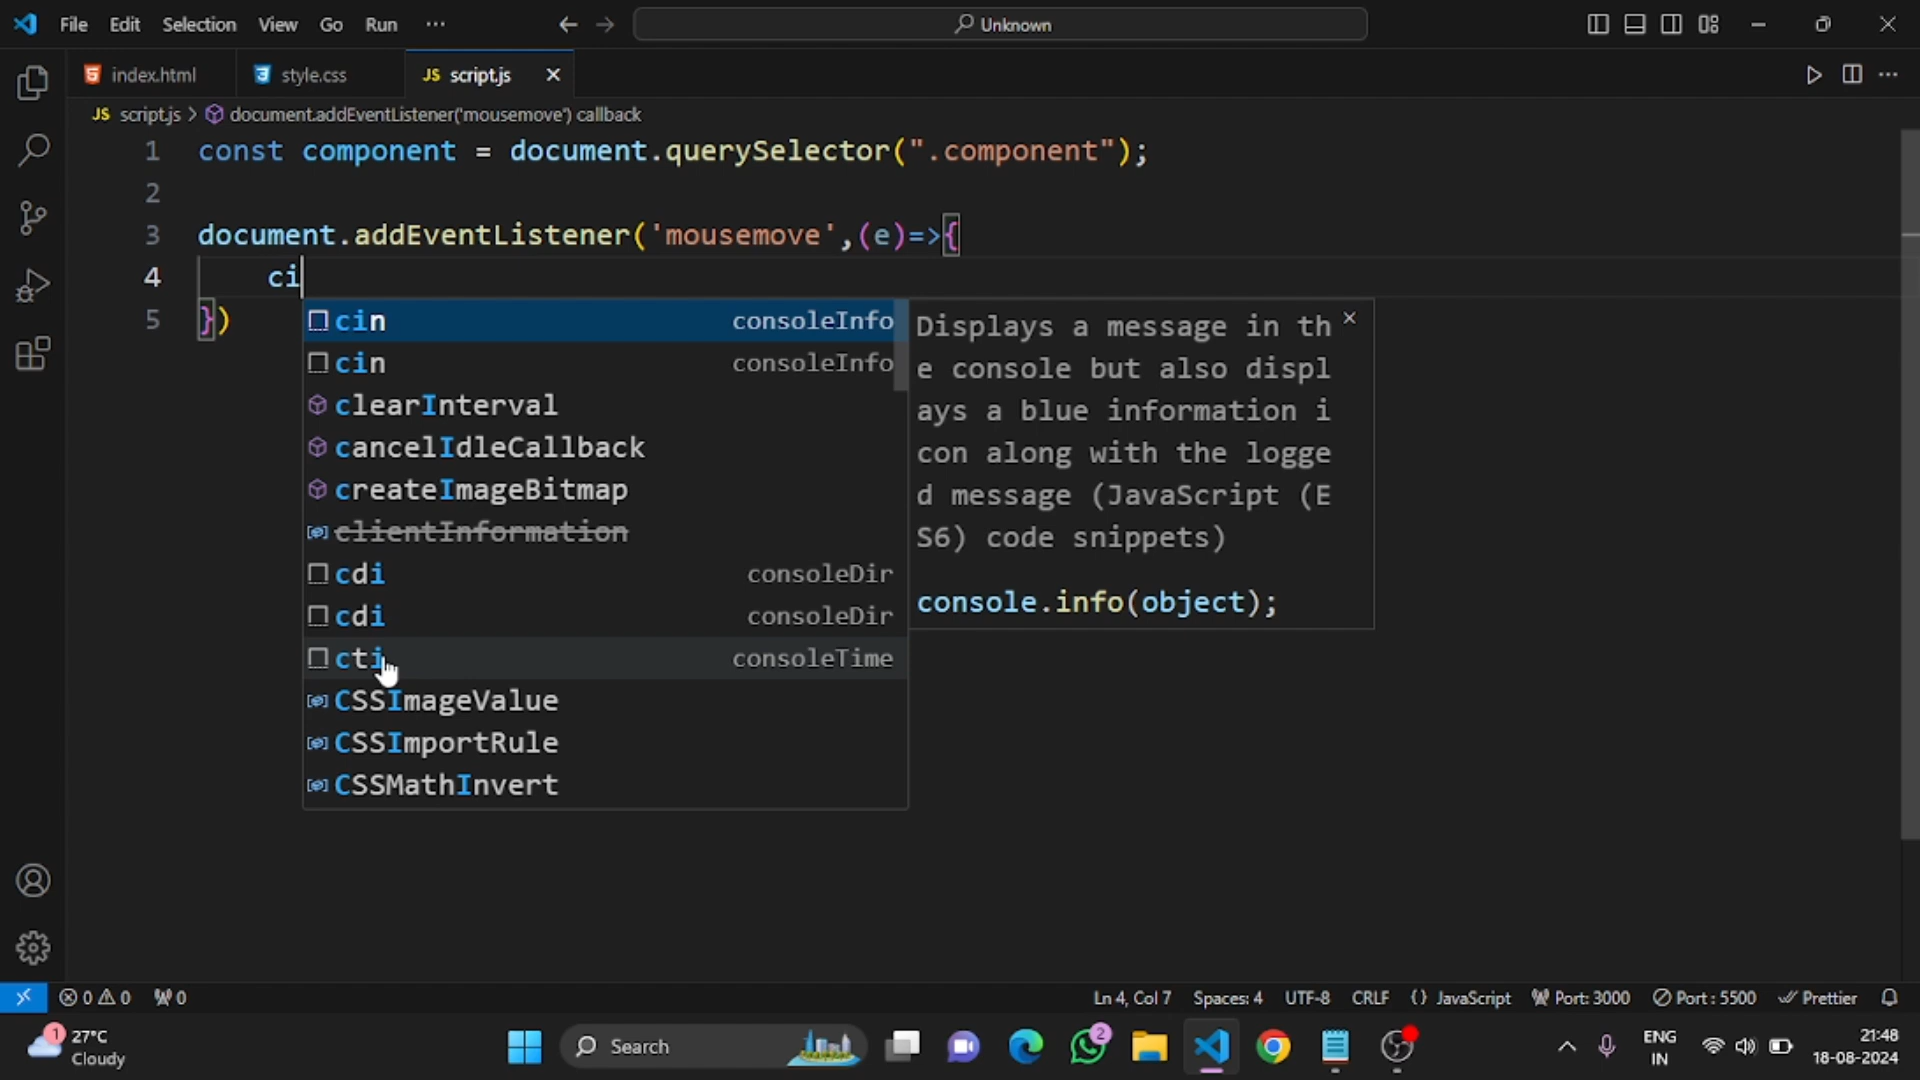 File Edit Selection View Go Run ··· Unknown
index.html style.css JS script.js
JS script.js > document.addEventListener('mousemove') callback
1 const component = document.querySelector(".component");
2
3 document.addEventListener('mousemove',(e)=>{
4 ci
5 })
cin consoleInfo
cin consoleInfo
clearInterval
cancelIdleCallback
createImageBitmap
clientInformation
cdi consoleDir
cdi consoleDir
cti consoleTime
CSSImageValue
CSSImportRule
CSSMathInvert
Displays a message in th
e console but also displ
ays a blue information i
con along with the logge
d message (JavaScript (E
S6) code snippets)
console.info(object);
0 0 0 Ln 4, Col 7 Spaces: 4 UTF-8 CRLF {} JavaScript Port: 3000 Port : 5500 Prettier
1 27°C
Cloudy
Search
2
ENG
IN
21:48
18-08-2024